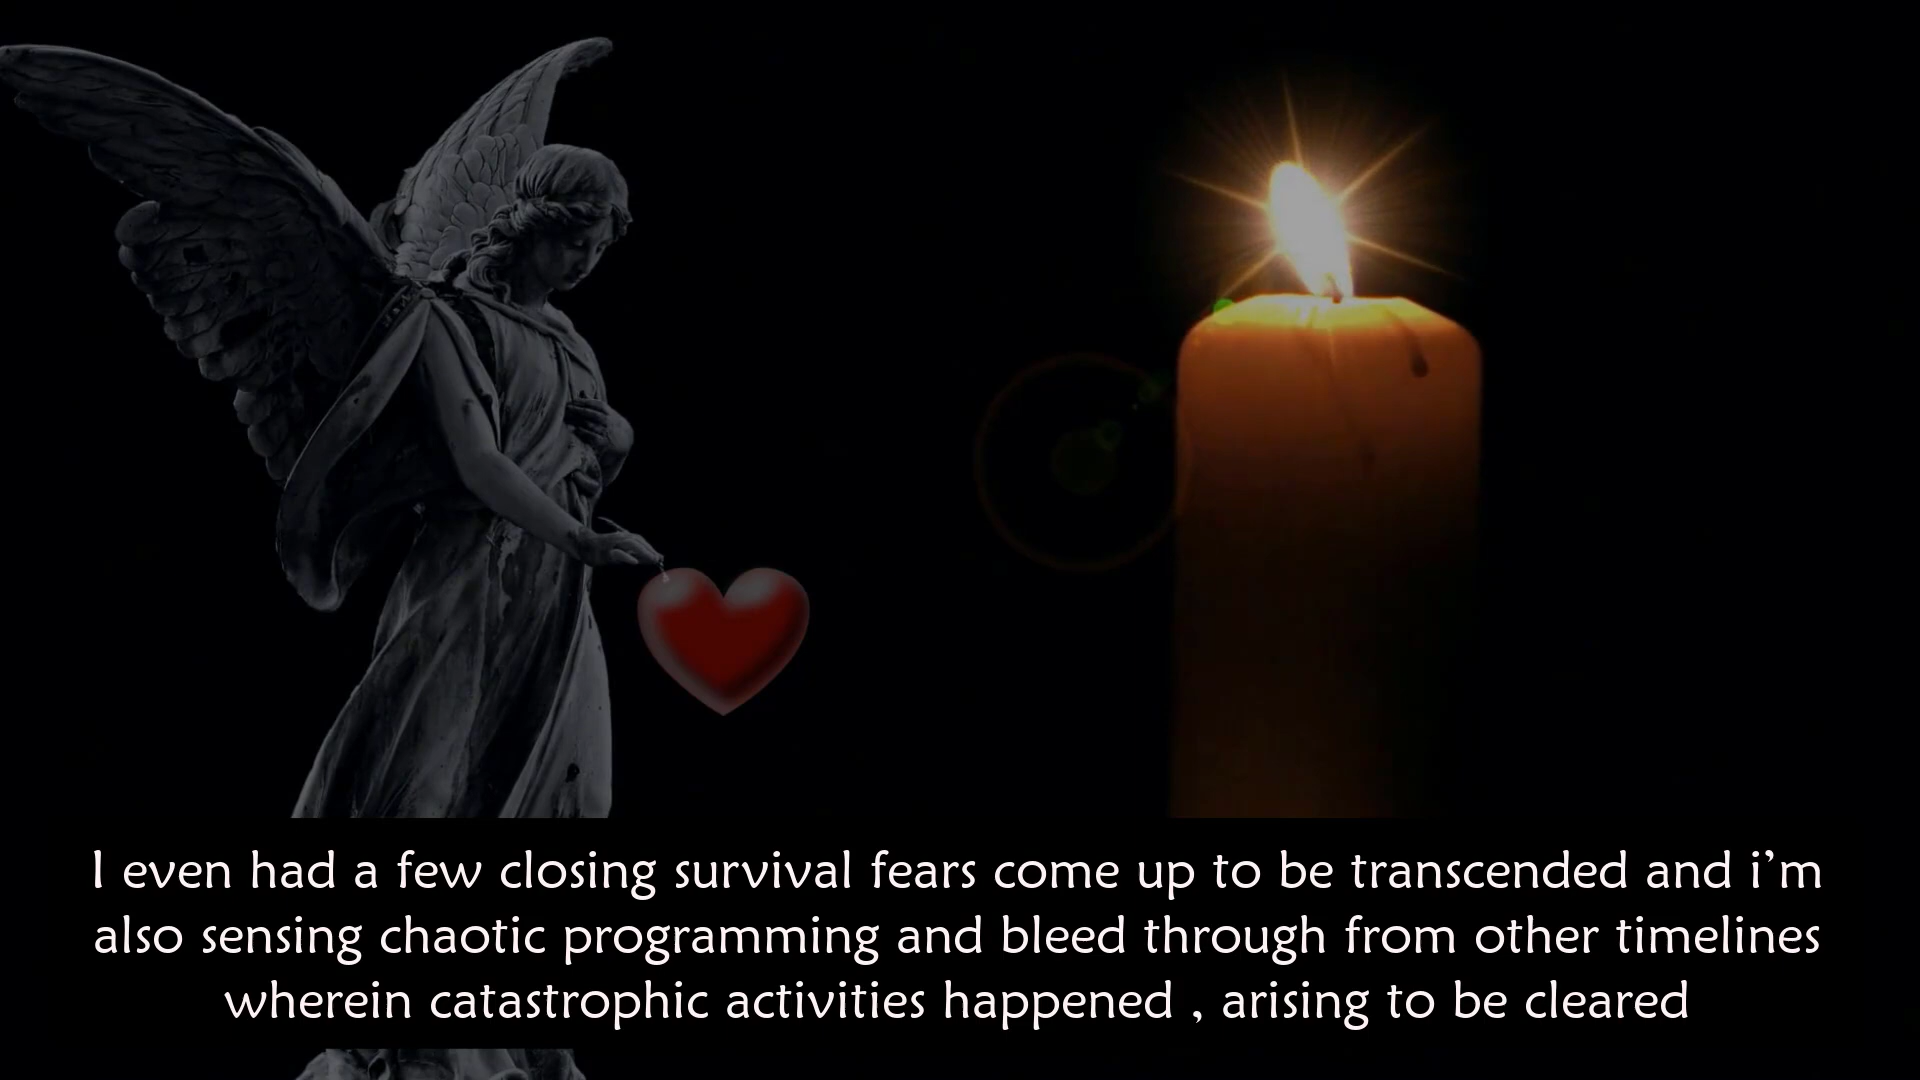 I even had a few closing survival fears come up to be transcended and i’m
also sensing chaotic programming and bleed through from other timelines
wherein catastrophic activities happened , arising to be cleared